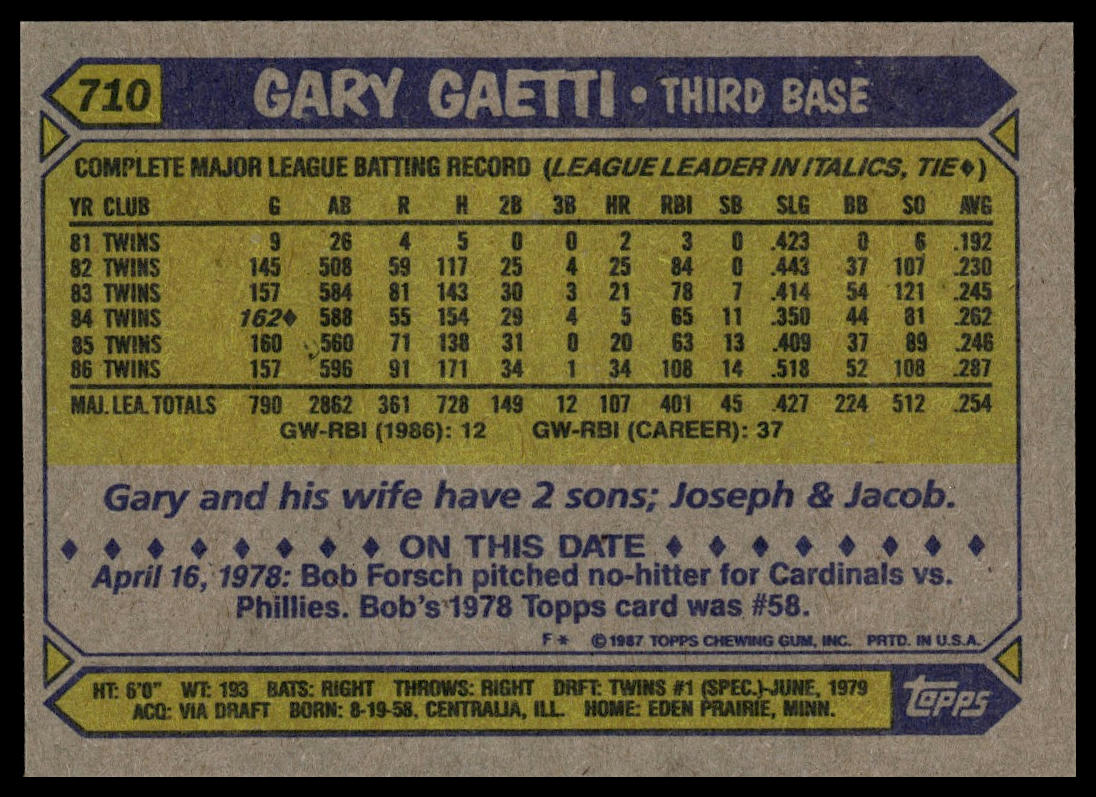 710 GARY GAETTI • THIRD BASE
COMPLETE MAJOR LEAGUE BATTING RECORD (LEAGUE LEADER IN ITALICS, TIE♦)
YR CLUB G AB R H 2B 3B HR RBI SB SLG BB SO AVG
81 TWINS 9 26 4 5 0 0 2 3 0 .423 0 6 .192
82 TWINS 145 508 59 117 25 4 25 84 0 .443 37 107 .230
83 TWINS 157 584 81 143 30 3 21 78 7 .414 54 121 .245
84 TWINS 162♦ 588 55 154 29 4 5 65 11 .350 44 81 .262
85 TWINS 160 560 71 138 31 0 20 63 13 .409 37 89 .246
86 TWINS 157 596 91 171 34 1 34 108 14 .518 52 108 .287
MAJ. LEA. TOTALS 790 2862 361 728 149 12 107 401 45 .427 224 512 .254
GW-RBI (1986): 12 GW-RBI (CAREER): 37
Gary and his wife have 2 sons; Joseph & Jacob.
♦ ♦ ♦ ♦ ♦ ♦ ♦ ♦ ON THIS DATE ♦ ♦ ♦ ♦ ♦ ♦ ♦ ♦
April 16, 1978: Bob Forsch pitched no-hitter for Cardinals vs.
Phillies. Bob's 1978 Topps card was #58.
F* ©1987 TOPPS CHEWING GUM, INC. PRTD. IN U.S.A.
HT: 6'0" WT: 193 BATS: RIGHT THROWS: RIGHT DRFT: TWINS #1 (SPEC.)-JUNE, 1979
ACQ: VIA DRAFT BORN: 8-19-58, CENTRALIA, ILL. HOME: EDEN PRAIRIE, MINN.
topps